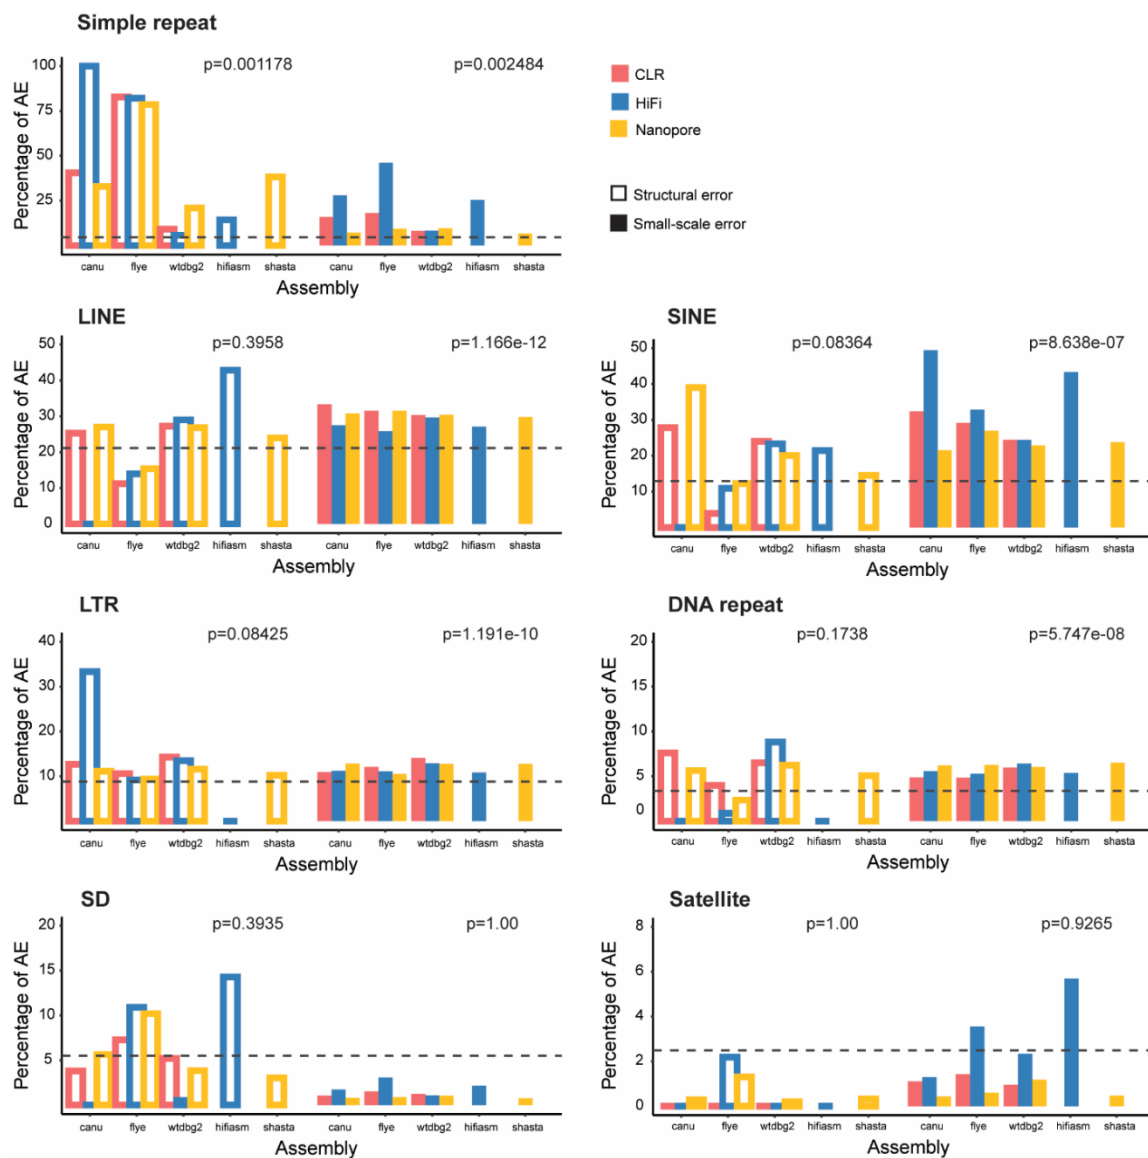 Simple repeat
p=0.001178
p=0.002484
Percentage of AE
100
75
50
25
canu flye wtdbg2 hifiasm shasta canu flye wtdbg2 hifiasm shasta
Assembly
CLR
HiFi
Nanopore
Structural error
Small-scale error
LINE
p=0.3958
p=1.166e-12
Percentage of AE
50
40
30
20
10
0
canu flye wtdbg2 hifiasm shasta canu flye wtdbg2 hifiasm shasta
Assembly
SINE
p=0.08364
p=8.638e-07
Percentage of AE
50
40
30
20
10
canu flye wtdbg2 hifiasm shasta canu flye wtdbg2 hifiasm shasta
Assembly
LTR
p=0.08425
p=1.191e-10
Percentage of AE
40
30
20
10
canu flye wtdbg2 hifiasm shasta canu flye wtdbg2 hifiasm shasta
Assembly
DNA repeat
p=0.1738
p=5.747e-08
Percentage of AE
20
15
10
5
0
canu flye wtdbg2 hifiasm shasta canu flye wtdbg2 hifiasm shasta
Assembly
SD
p=0.3935
p=1.00
Percentage of AE
20
15
10
5
canu flye wtdbg2 hifiasm shasta canu flye wtdbg2 hifiasm shasta
Assembly
Satellite
p=1.00
p=0.9265
Percentage of AE
8
6
4
2
0
canu flye wtdbg2 hifiasm shasta canu flye wtdbg2 hifiasm shasta
Assembly